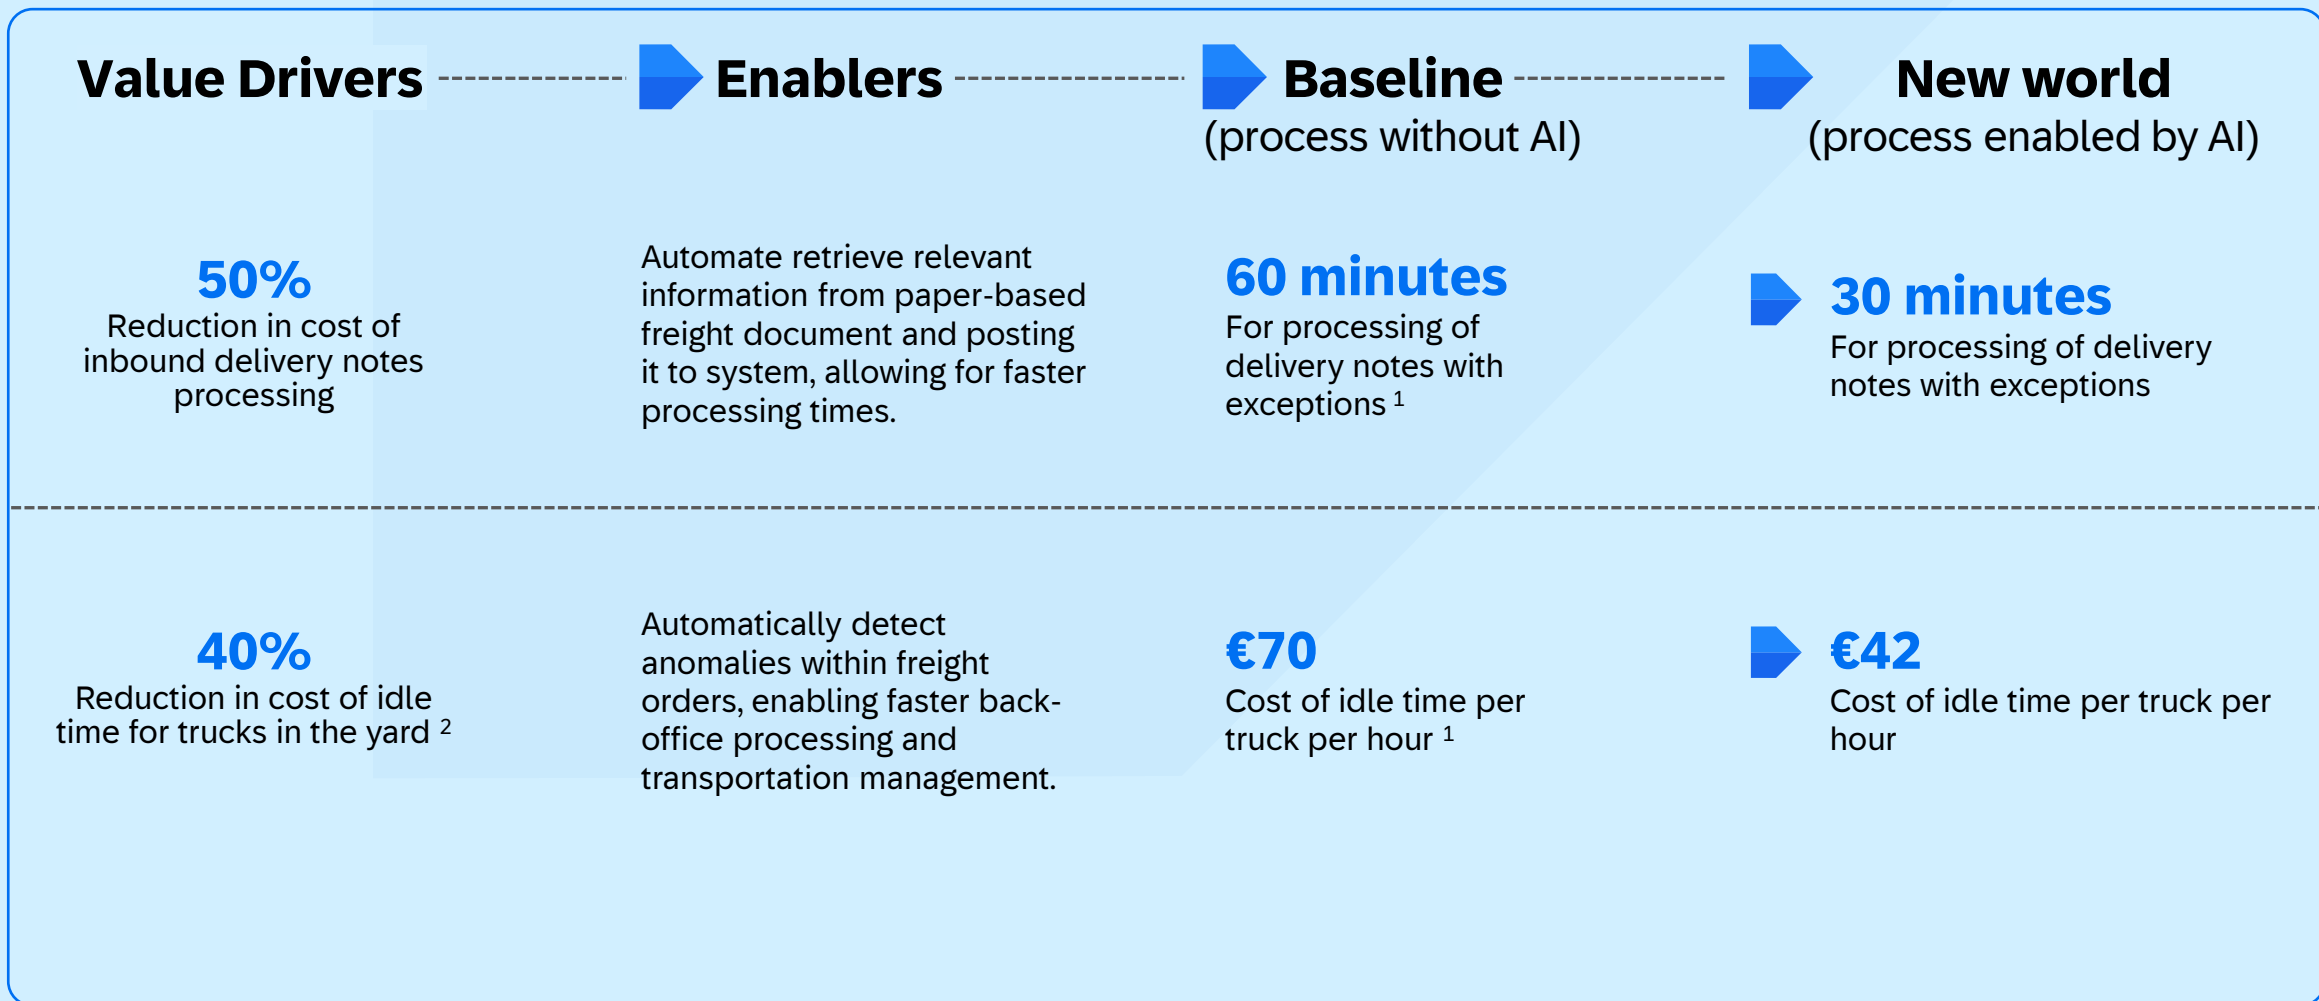 Value Drivers
Enablers
Baseline
(process without AI)
New world
(process enabled by AI)
50%
Reduction in cost of
inbound delivery notes
processing
Automate retrieve relevant
information from paper-based
freight document and posting
it to system, allowing for faster
processing times.
60 minutes
For processing of
delivery notes with
exceptions 1
30 minutes
For processing of delivery
notes with exceptions
40%
Reduction in cost of idle
time for trucks in the yard 2
Automatically detect
anomalies within freight
orders, enabling faster back-
office processing and
transportation management.
€70
Cost of idle time per
truck per hour 1
€42
Cost of idle time per truck per
hour